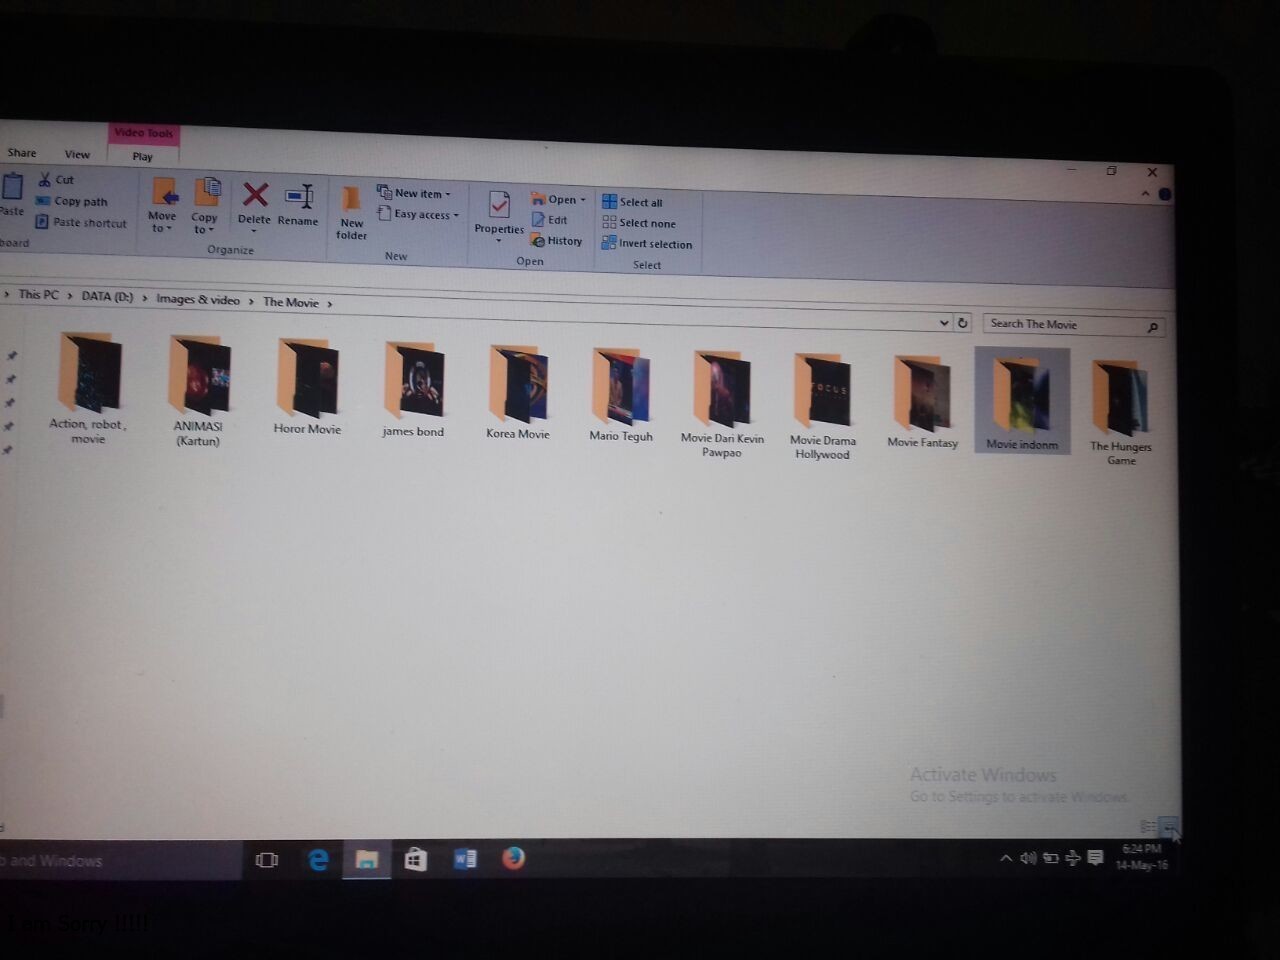 Video Tools
Share View Play
Cut
Copy path
Paste shortcut
Paste
board
Move to
Copy to
Delete
Rename
Organize
New folder
New item
Easy access
New
Properties
Open
Edit
History
Open
Select all
Select none
Invert selection
Select
This PC > DATA (D:) > Images & video > The Movie >
Search The Movie
Action, robot,
movie
ANIMASI
(Kartun)
Horor Movie
james bond
Korea Movie
Mario Teguh
Movie Dari Kevin
Pawpao
FOCUS
Movie Drama
Hollywood
Movie Fantasy
Movie indonm
The Hungers
Game
Activate Windows
Go to Settings to activate Windows.
and Windows
6:24 PM
14-May-16
I am Sorry !!!!!